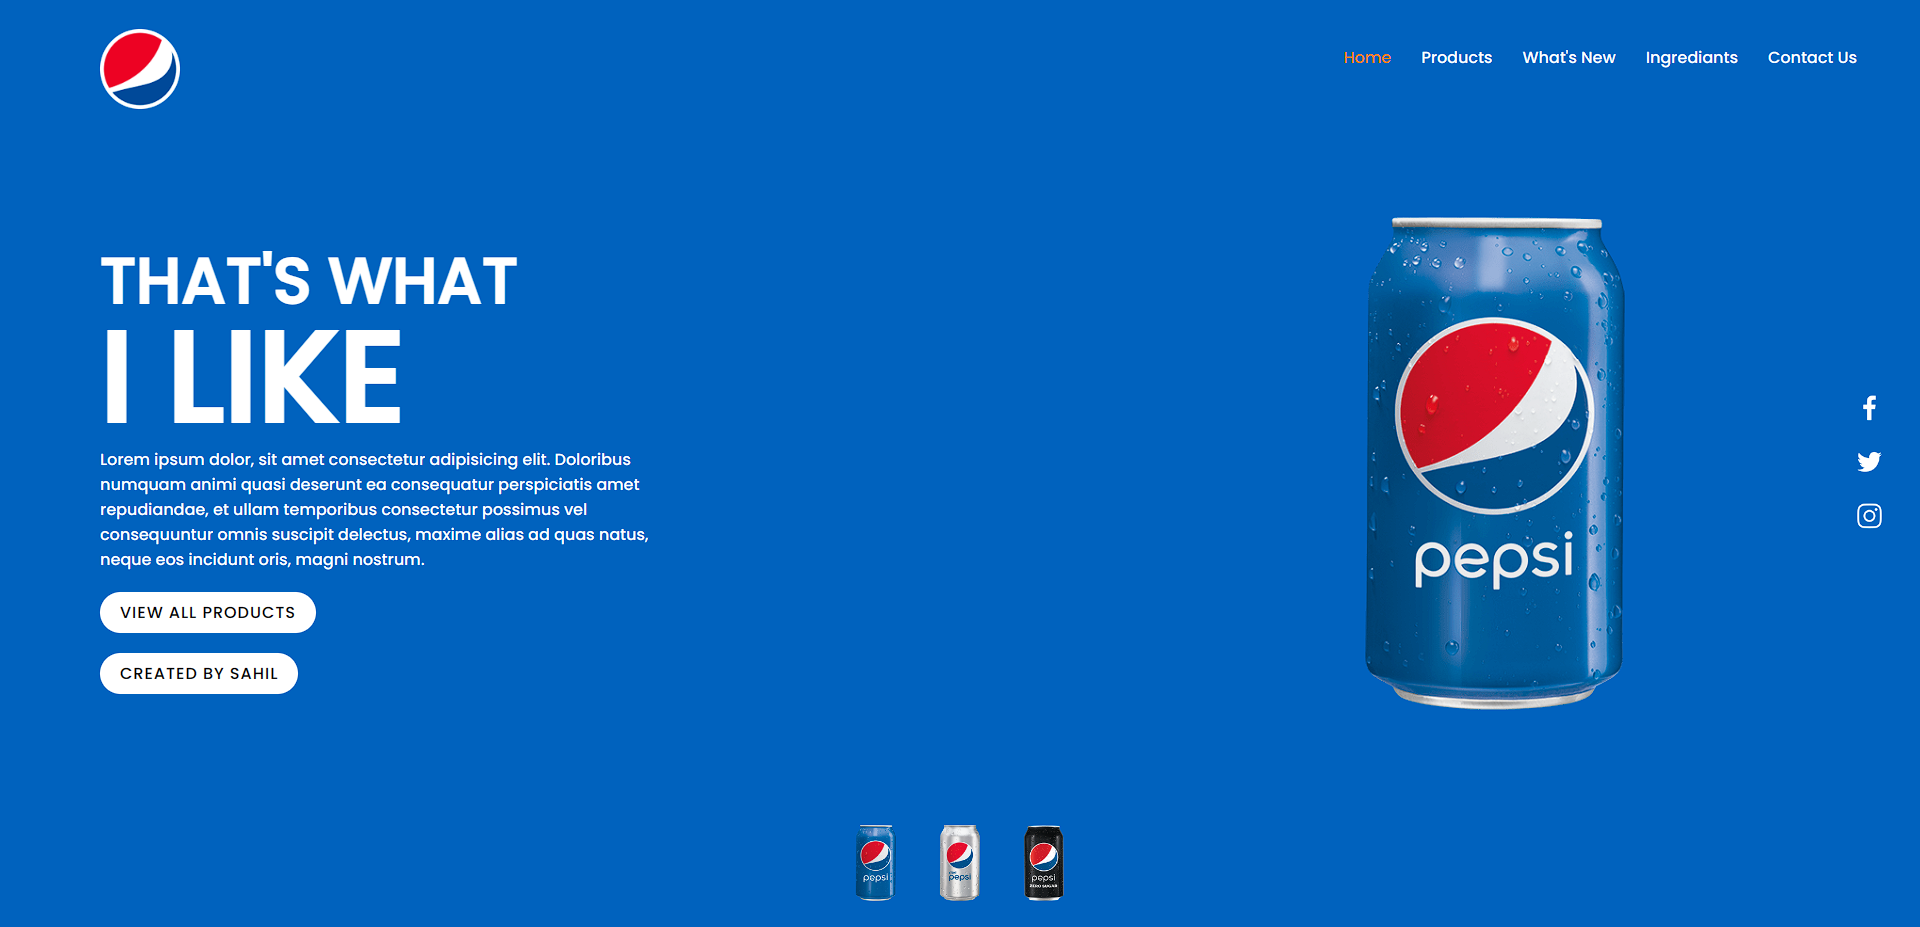 Home Products What's New Ingrediants Contact Us
THAT'S WHAT
I LIKE
Lorem ipsum dolor, sit amet consectetur adipisicing elit. Doloribus
numquam animi quasi deserunt ea consequatur perspiciatis amet
repudiandae, et ullam temporibus consectetur possimus vel
consequuntur omnis suscipit delectus, maxime alias ad quas natus,
neque eos incidunt oris, magni nostrum.
VIEW ALL PRODUCTS
CREATED BY SAHIL
pepsi
pepsi
pepsi
pepsi
ZERO SUGAR